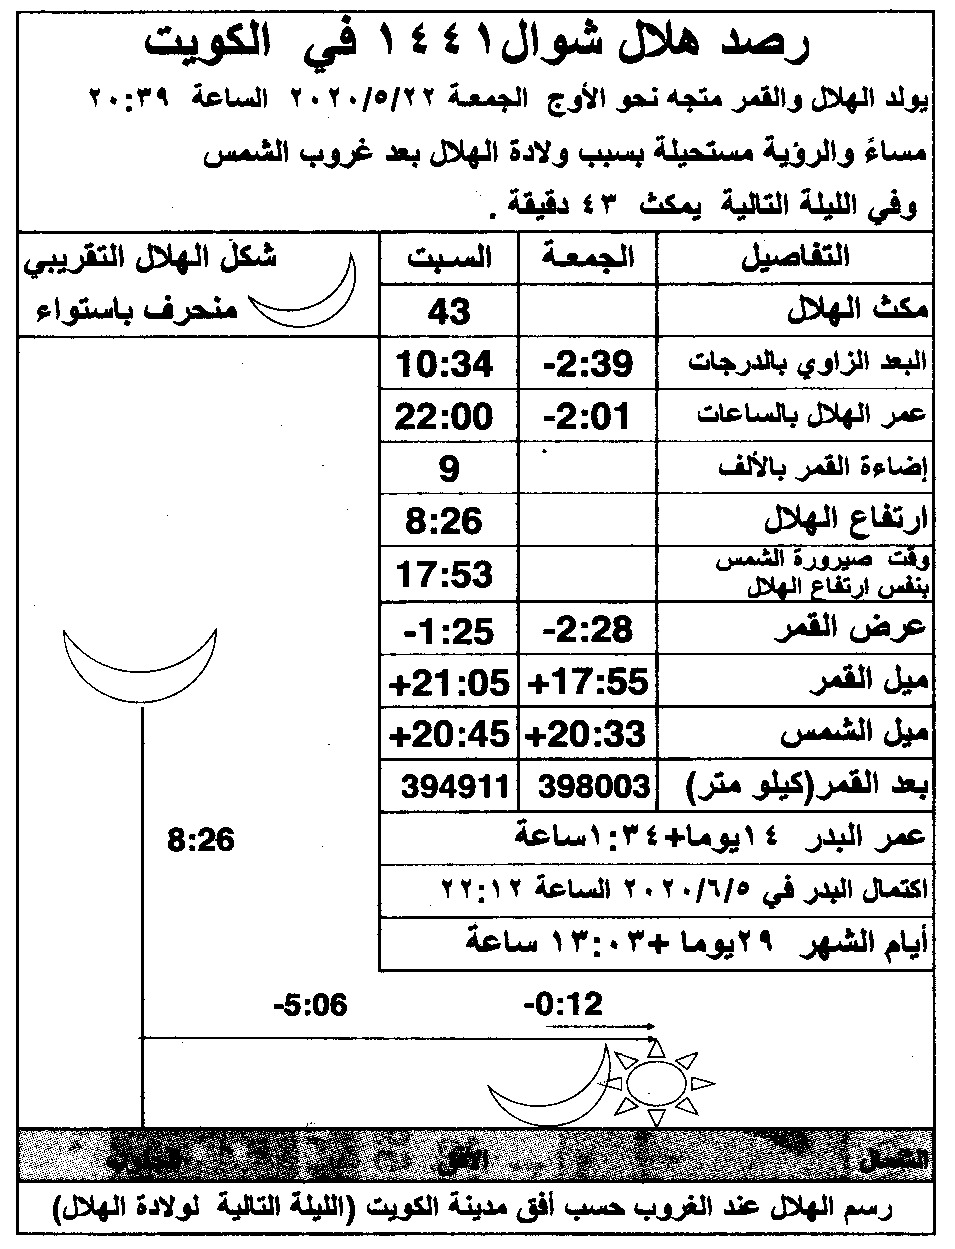 رصد هلال شوال ١٤٤١ في الكويت
يولد الهلال والقمر متجه نحو الأوج الجمعة ٢٠٢٠/٥/٢٢ الساعة ٢٠:٣٩
مساءً والرؤية مستحيلة بسبب ولادة الهلال بعد غروب الشمس
وفي الليلة التالية يمكث ٤٣ دقيقة .
التفاصيل الجمعة السبت
شكل الهلال التقريبي
منحرف باستواء
مكث الهلال 43
البعد الزاوي بالدرجات -2:39 10:34
عمر الهلال بالساعات -2:01 22:00
إضاءة القمر بالألف 9
ارتفاع الهلال 8:26
وقت صيرورة الشمس
بنفس ارتفاع الهلال 17:53
عرض القمر -2:28 -1:25
ميل القمر +17:55 +21:05
ميل الشمس +20:33 +20:45
بعد القمر(كيلو متر) 398003 394911
عمر البدر ١٤يوما+١:٣٤ساعة
اكتمال البدر في ٢٠٢٠/٦/٥ الساعة ٢٢:١٢
أيام الشهر ٢٩يوما +١٣:٠٣ ساعة
8:26
-5:06 -0:12
الشمال الأفق الجنوب
رسم الهلال عند الغروب حسب أفق مدينة الكويت (الليلة التالية لولادة الهلال)